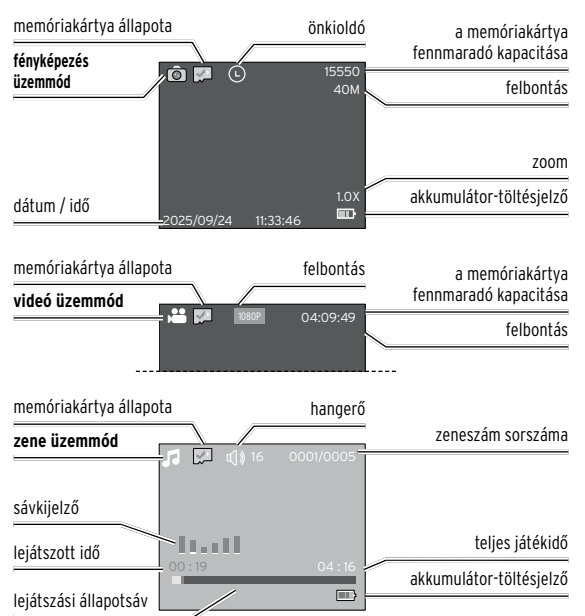 memóriakártya állapota
önkioldó
a memóriakártya
fennmaradó kapacitása
fényképezés
üzemmód
felbontás
15550
40M
zoom
akkumulátor-töltésjelző
1.0X
dátum / idő
2025/09/24 11:33:46
memóriakártya állapota
felbontás
a memóriakártya
fennmaradó kapacitása
videó üzemmód
1080P
04:09:49
felbontás
memóriakártya állapota
hangerő
zene üzemmód
zeneszám sorszáma
16
0001/0005
sávkijelző
lejátszott idő
teljes játékidő
00 : 19
04 : 16
akkumulátor-töltésjelző
lejátszási állapotsáv